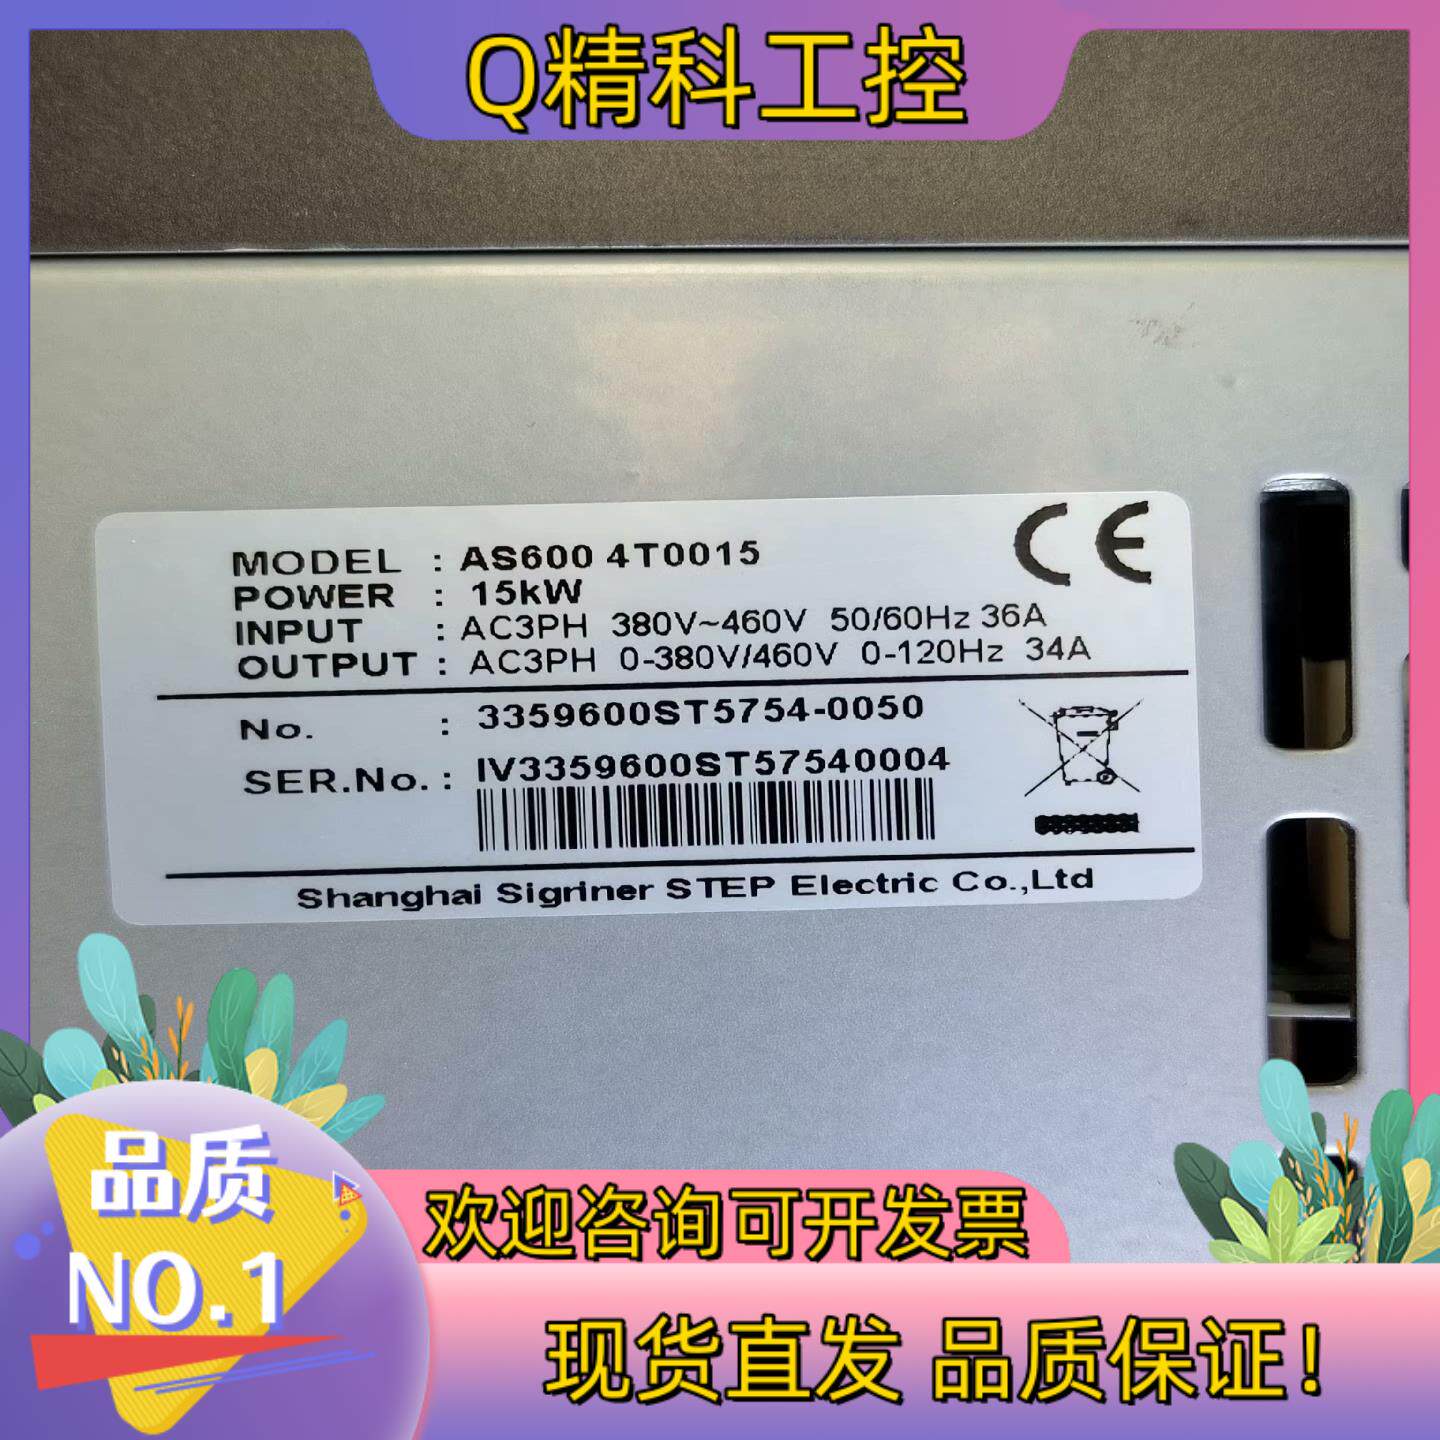 Q精科工控
CE
MODEL : AS600 4T0015
POWER : 15kW
INPUT : AC3PH 380V~460V 50/60Hz 36A
OUTPUT : AC3PH 0-380V/460V 0-120Hz 34A
No. : 3359600ST5754-0050
SER.No. : IV3359600ST57540004
Shanghai Sigriner STEP Electric Co.,Ltd
品质
NO.1
欢迎咨询可开发票
现货直发 品质保证!